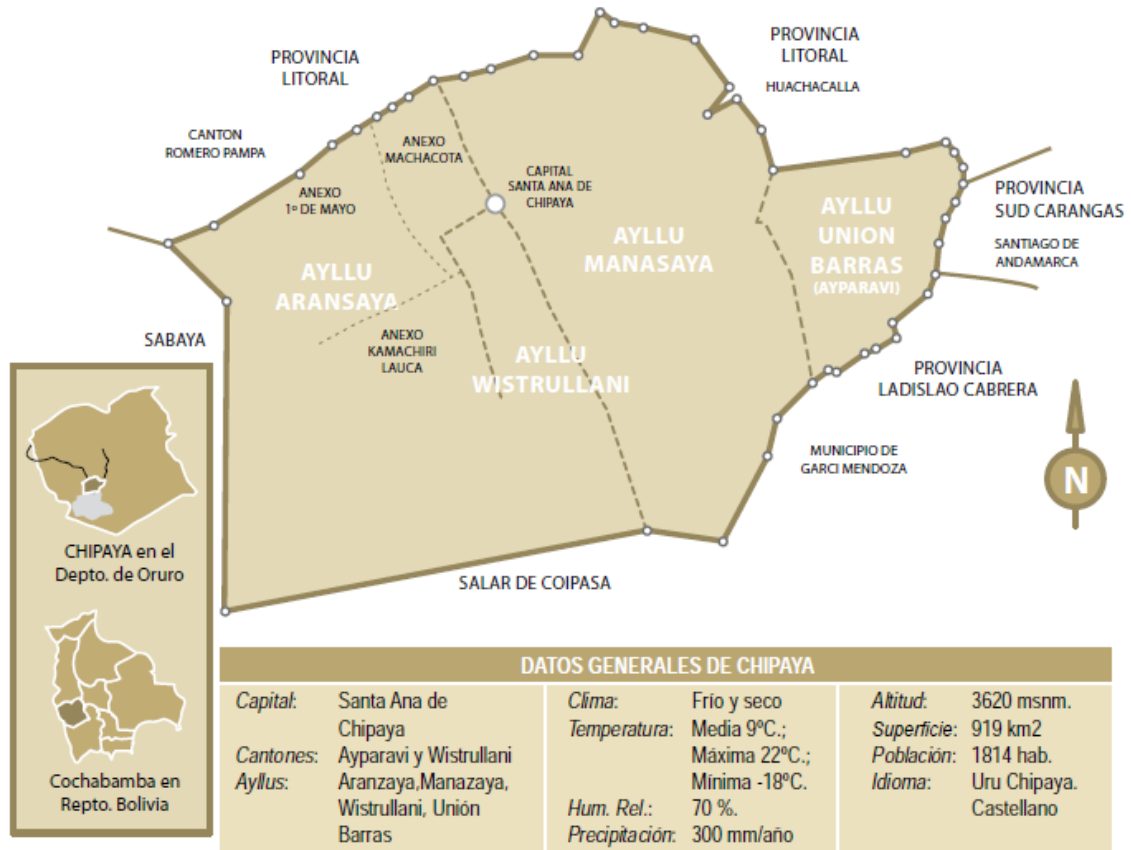 PROVINCIA
LITORAL
PROVINCIA
LITORAL
HUACHACALLA
CANTON
ROMERO PAMPA
ANEXO
MACHACOTA
CAPITAL
SANTA ANA DE
CHIPAYA
ANEXO
1º DE MAYO
AYLLU
ARANSAYA
AYLLU
MANASAYA
AYLLU
UNION
BARRAS
(AYPARAVI)
PROVINCIA
SUD CARANGAS
SANTIAGO DE
ANDAMARCA
SABAYA
ANEXO
KAMACHIRI
LAUCA
AYLLU
WISTRULLANI
PROVINCIA
LADISLAO CABRERA
MUNICIPIO DE
GARCI MENDOZA
N
SALAR DE COIPASA
CHIPAYA en el
Depto. de Oruro
Cochabamba en
Repto. Bolivia
DATOS GENERALES DE CHIPAYA
Capital: Santa Ana de
Chipaya
Cantones: Ayparavi y Wistrullani
Ayllus: Aranzaya,Manazaya,
Wistrullani, Unión
Barras
Clima: Frío y seco
Temperatura: Media 9ºC.;
Máxima 22ºC.;
Mínima -18ºC.
Hum. Rel.: 70 %.
Precipitación: 300 mm/año
Altitud: 3620 msnm.
Superficie: 919 km2
Población: 1814 hab.
Idioma: Uru Chipaya.
Castellano